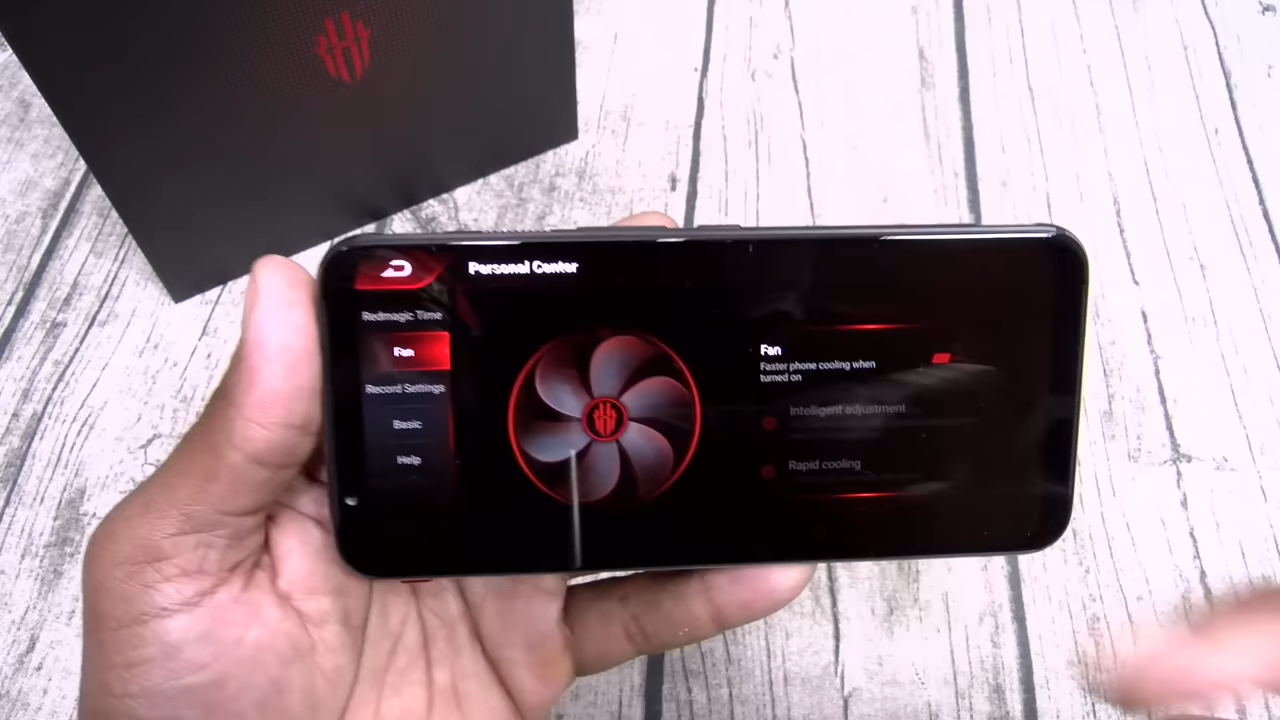 Personal Center
Redmagic Time
Fan
Record Settings
Basic
Help
Fan
Faster phone cooling when
turned on
Intelligent adjustment
Rapid cooling